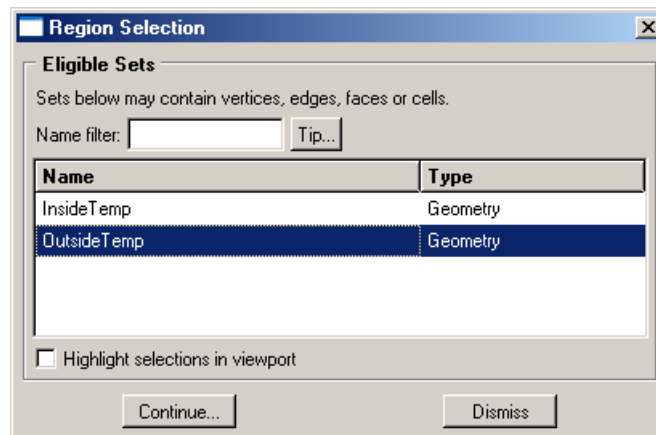 Region Selection
Eligible Sets
Sets below may contain vertices, edges, faces or cells.
Name filter: Tip...
Name Type
InsideTemp Geometry
OutsideTemp Geometry
Highlight selections in viewport
Continue... Dismiss